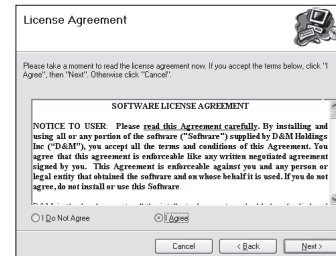 License Agreement
Please take a moment to read the license agreement now. If you accept the terms below, click "I
Agree", then "Next". Otherwise click "Cancel".
SOFTWARE LICENSE AGREEMENT
NOTICE TO USER: Please read this Agreement carefully. By installing and
using all or any portion of the software ("Software") supplied by D&M Holdings
Inc ("D&M"), you accept all the terms and conditions of this Agreement. You
agree that this agreement is enforceable like any written negotiated agreement
signed by you. This Agreement is enforceable against you and any person or
legal entity that obtained the software and on whose behalf it is used. If you do not
agree, do not install or use this Software.
I Do Not Agree
I Agree
Cancel
< Back
Next >